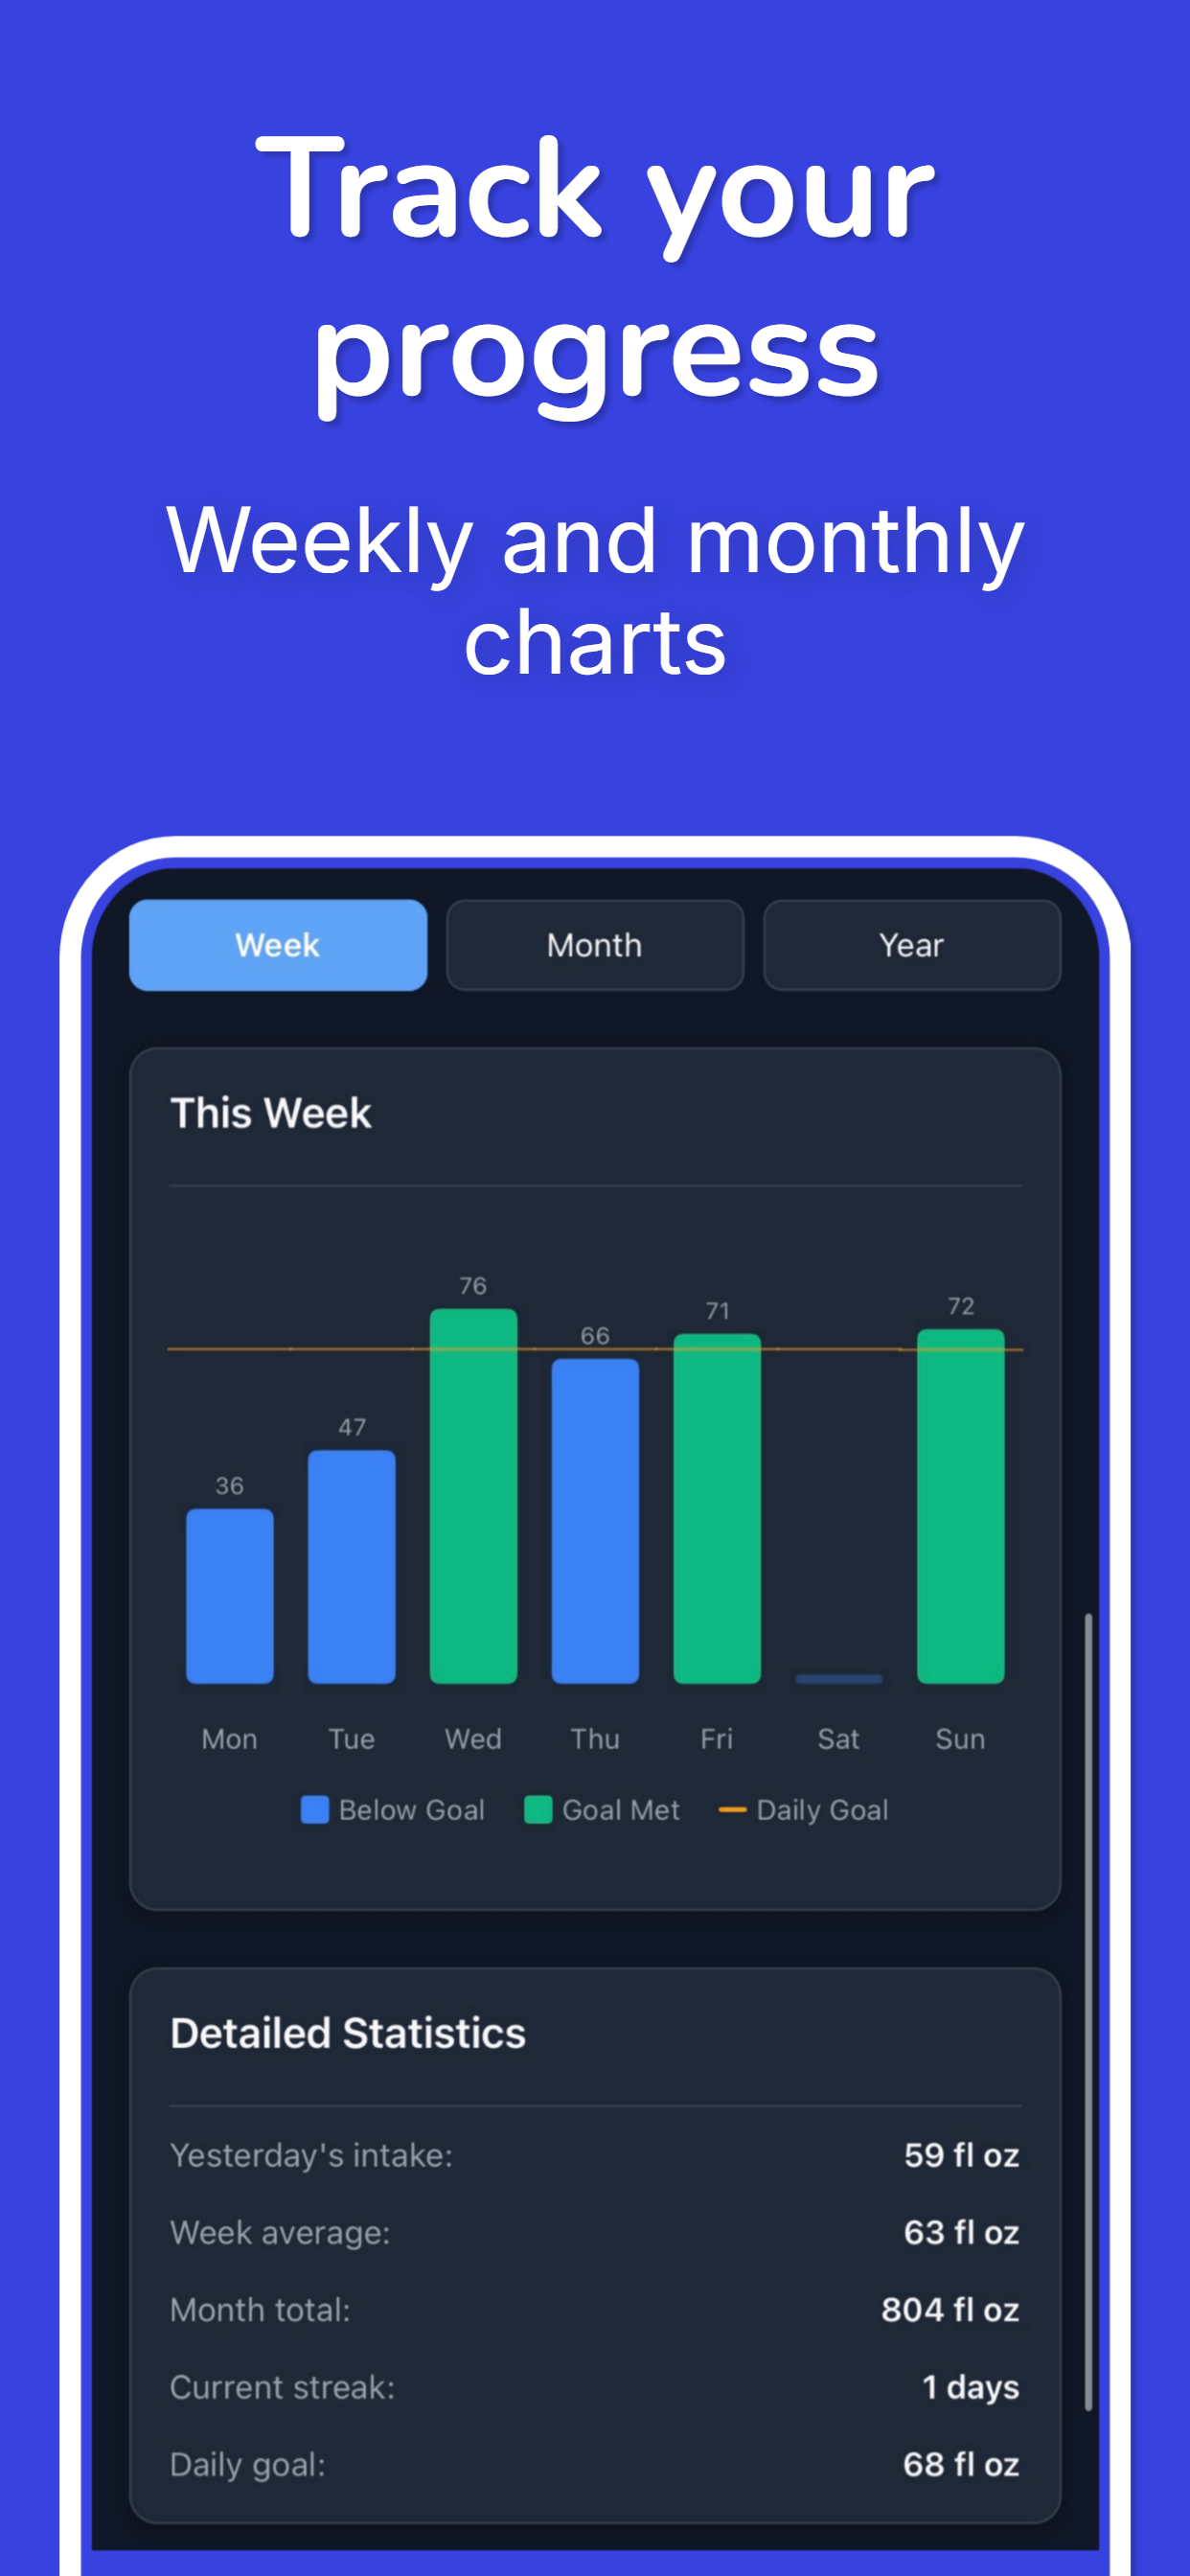 Track your
progress
Weekly and monthly
charts
Week Month Year
This Week
76
66
71
72
47
36
Mon Tue Wed Thu Fri Sat Sun
Below Goal Goal Met Daily Goal
Detailed Statistics
Yesterday's intake: 59 fl oz
Week average: 63 fl oz
Month total: 804 fl oz
Current streak: 1 days
Daily goal: 68 fl oz